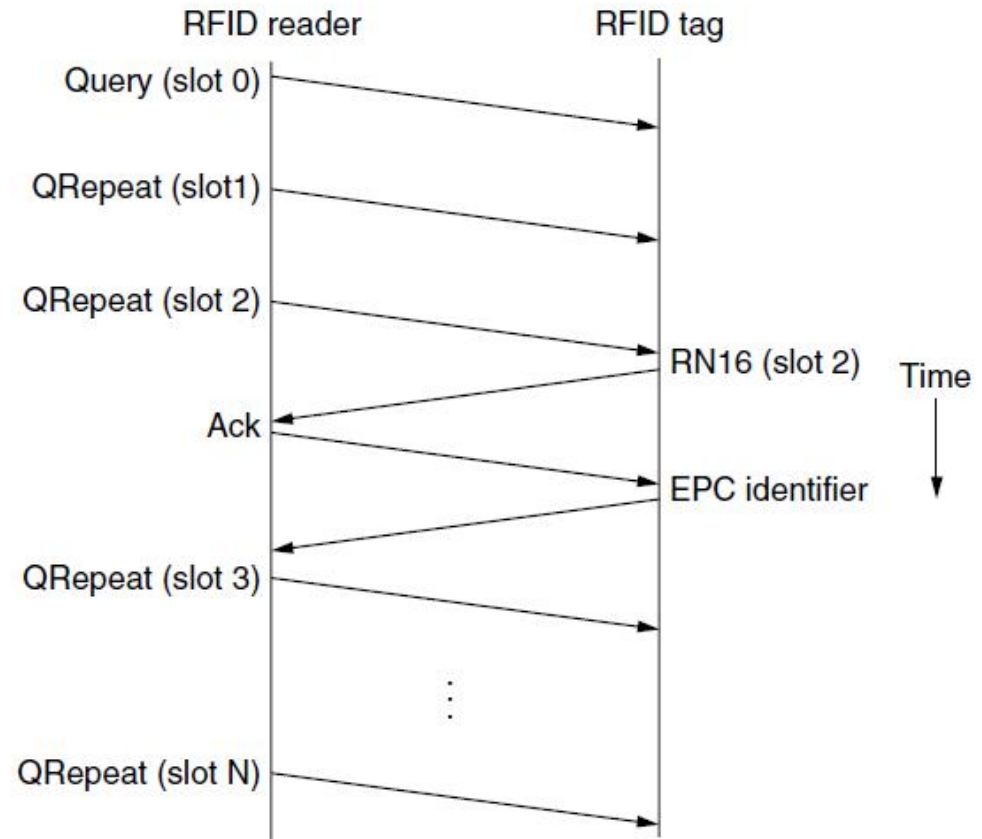 RFID reader
RFID tag
Query (slot 0)
QRepeat (slot1)
QRepeat (slot 2)
RN16 (slot 2)
Time
Ack
EPC identifier
QRepeat (slot 3)
QRepeat (slot N)